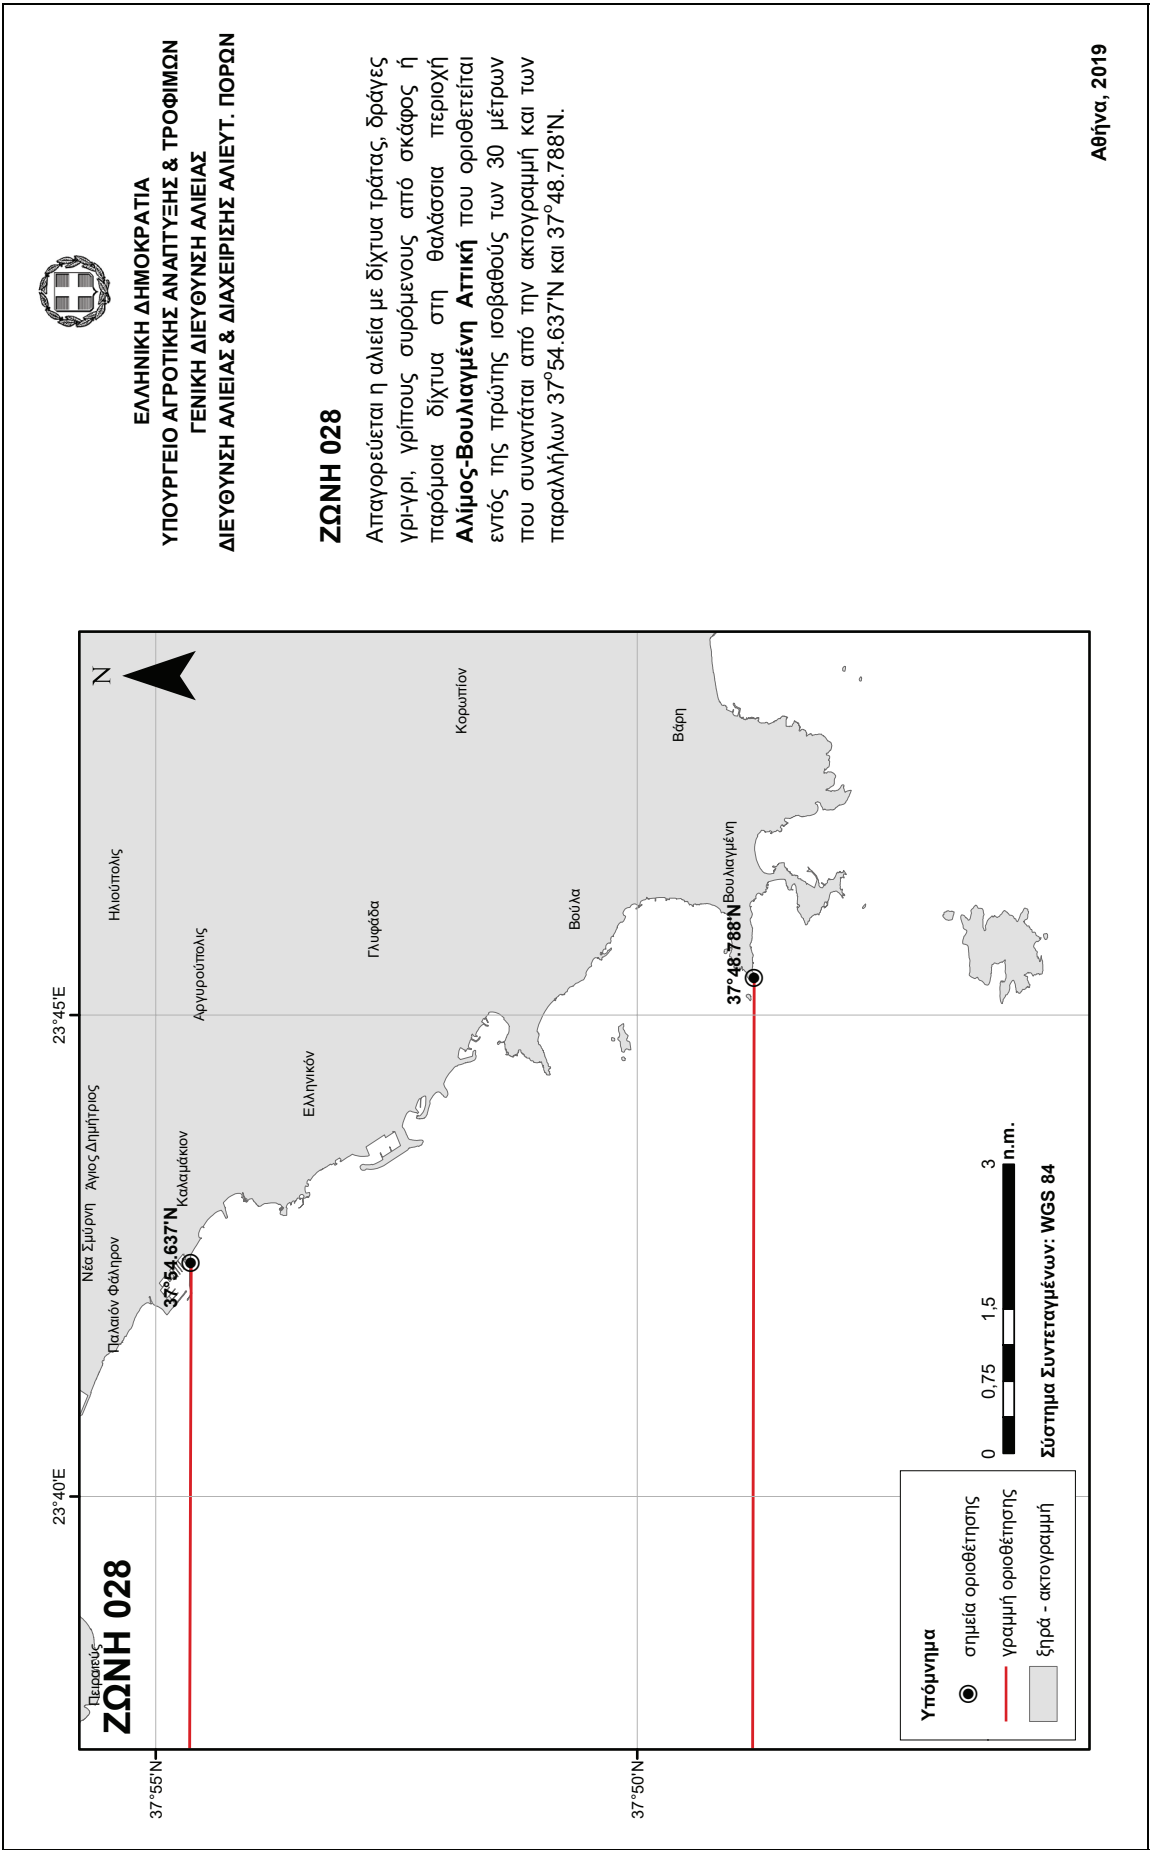 ΕΛΛΗΝΙΚΗ ΔΗΜΟΚΡΑΤΙΑ
ΥΠΟΥΡΓΕΙΟ ΑΓΡΟΤΙΚΗΣ ΑΝΑΠΤΥΞΗΣ & ΤΡΟΦΙΜΩΝ
ΓΕΝΙΚΗ ΔΙΕΥΘΥΝΣΗ ΑΛΙΕΙΑΣ
ΔΙΕΥΘΥΝΣΗ ΑΛΙΕΙΑΣ & ΔΙΑΧΕΙΡΙΣΗΣ ΑΛΙΕΥΤ. ΠΟΡΩΝ
ΖΩΝΗ 028
Απαγορεύεται η αλιεία με δίχτυα τράτας, δράγες
γρι-γρι, γρίπους συρόμενους από σκάφος ή
παρόμοια δίχτυα στη θαλάσσια περιοχή
Αλίμος-Βουλιαγμένη Αττική που οριοθετείται
εντός της πρώτης ισοβαθούς των 30 μέτρων
που συναντάται από την ακτογραμμή και των
παραλλήλων 37°54.637'Ν και 37°48.788'Ν.
Αθήνα, 2019
23°40'E
23°45'E
37°55'N
37°50'N
ΖΩΝΗ 028
Πειραιεύς
Νέα Σμύρνη
Άγιος Δημήτριος
Παλαιόν Φάληρον
Ηλιούπολις
37°54.637'N
Καλαμάκιον
Αργυρούπολις
Ελληνικόν
Γλυφάδα
Κορωπίον
Βούλα
Βάρη
Βουλιαγμένη
37°48.788'N
N
Υπόμνημα
σημεία οριοθέτησης
γραμμή οριοθέτησης
ξηρά - ακτογραμμή
0 0,75 1,5 3
n.m.
Σύστημα Συντεταγμένων: WGS 84